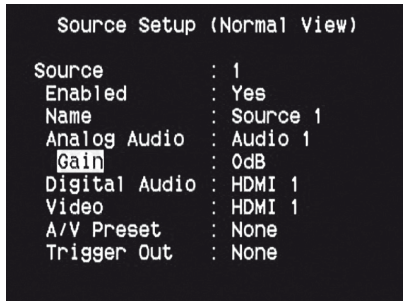 Source Setup (Normal View)
Source : 1
Enabled : Yes
Name : Source 1
Analog Audio : Audio 1
Gain : 0dB
Digital Audio : HDMI 1
Video : HDMI 1
A/V Preset : None
Trigger Out : None